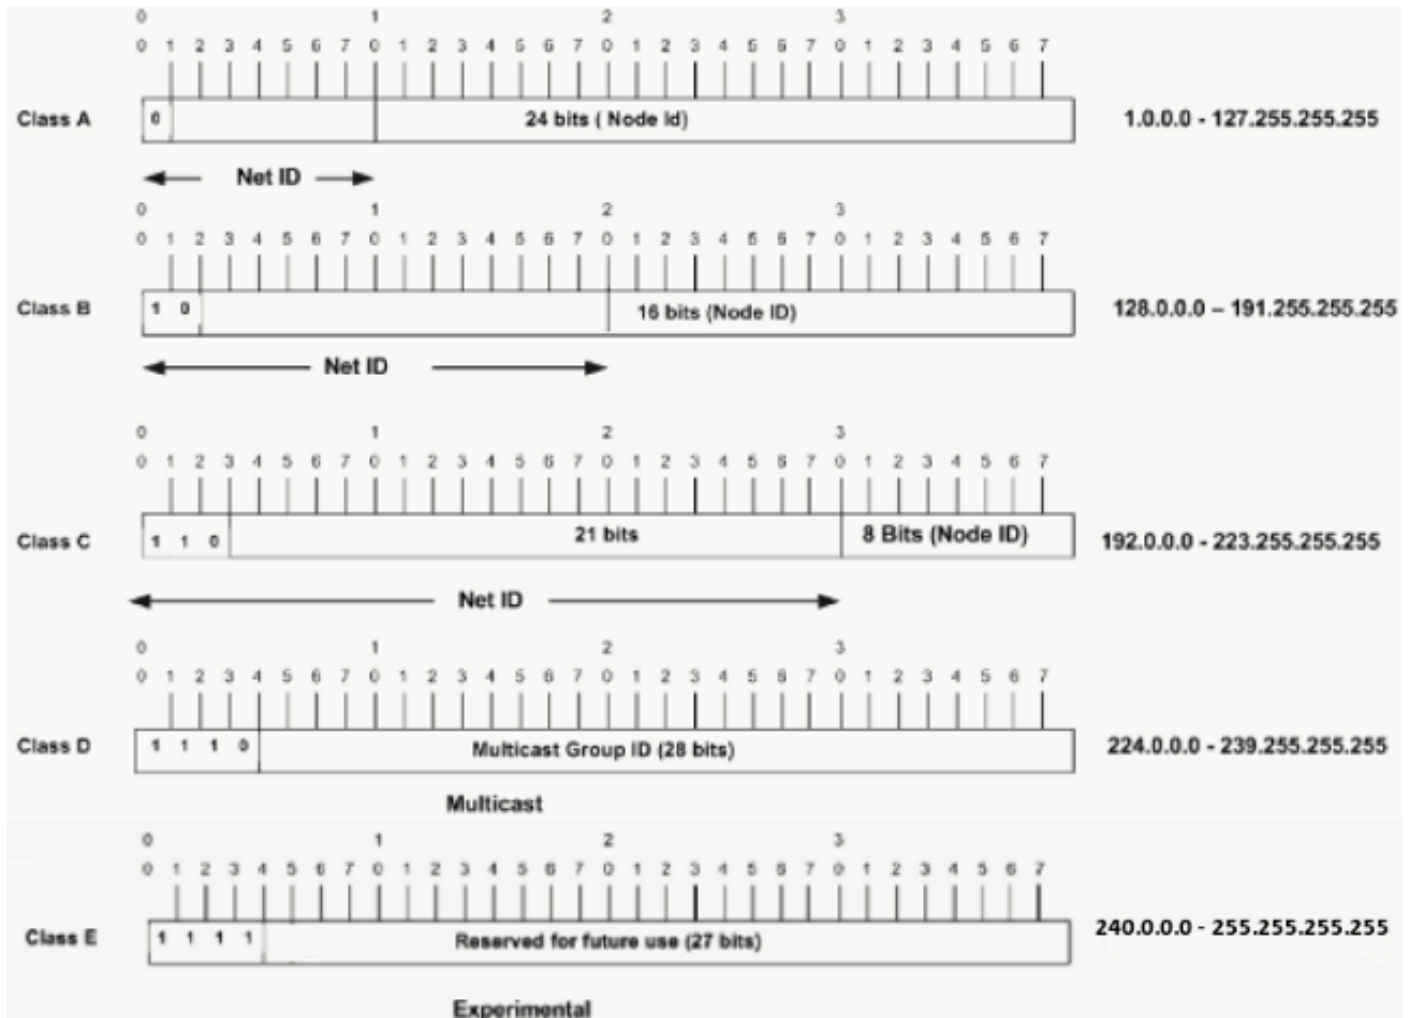 0 1 2 3
0 1 2 3 4 5 6 7 0 1 2 3 4 5 6 7 0 1 2 3 4 5 6 7 0 1 2 3 4 5 6 7
Class A 0 24 bits ( Node Id) 1.0.0.0 - 127.255.255.255
Net ID
0 1 2 3
0 1 2 3 4 5 6 7 0 1 2 3 4 5 6 7 0 1 2 3 4 5 6 7 0 1 2 3 4 5 6 7
Class B 1 0 16 bits (Node ID) 128.0.0.0 – 191.255.255.255
Net ID
0 1 2 3
0 1 2 3 4 5 6 7 0 1 2 3 4 5 6 7 0 1 2 3 4 5 6 7 0 1 2 3 4 5 6 7
Class C 1 1 0 21 bits 8 Bits (Node ID) 192.0.0.0 - 223.255.255.255
Net ID
0 1 2 3
0 1 2 3 4 5 6 7 0 1 2 3 4 5 6 7 0 1 2 3 4 5 6 7 0 1 2 3 4 5 6 7
Class D 1 1 1 0 Multicast Group ID (28 bits) 224.0.0.0 - 239.255.255.255
Multicast
0 1 2 3
0 1 2 3 4 5 6 7 0 1 2 3 4 5 6 7 0 1 2 3 4 5 6 7 0 1 2 3 4 5 6 7
Class E 1 1 1 1 Reserved for future use (27 bits) 240.0.0.0 - 255.255.255.255
Experimental